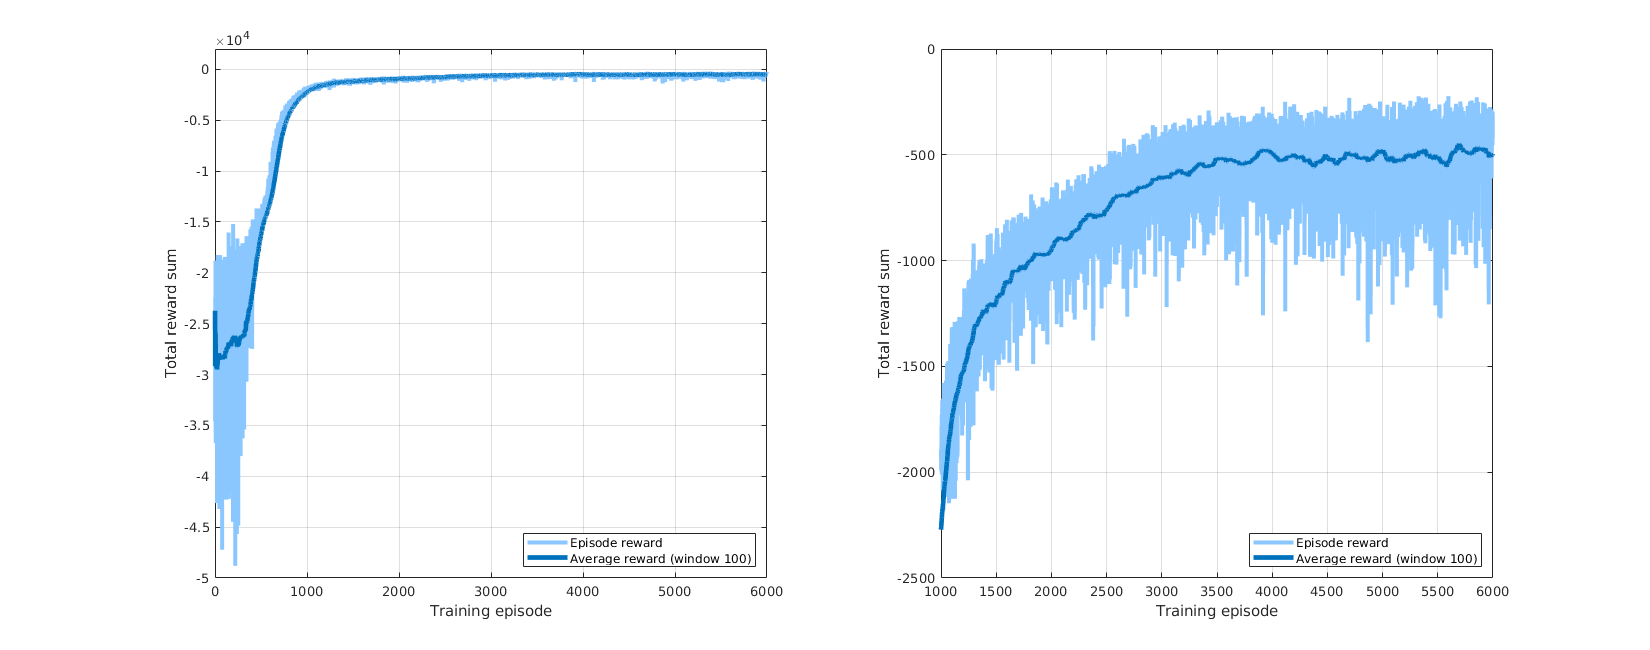 ×10⁴
0
-0.5
-1
-1.5
-2
-2.5
-3
-3.5
-4
-4.5
-5
0 1000 2000 3000 4000 5000 6000
Training episode
Total reward sum
Episode reward
Average reward (window 100)
0
-500
-1000
-1500
-2000
-2500
1000 1500 2000 2500 3000 3500 4000 4500 5000 5500 6000
Training episode
Total reward sum
Episode reward
Average reward (window 100)